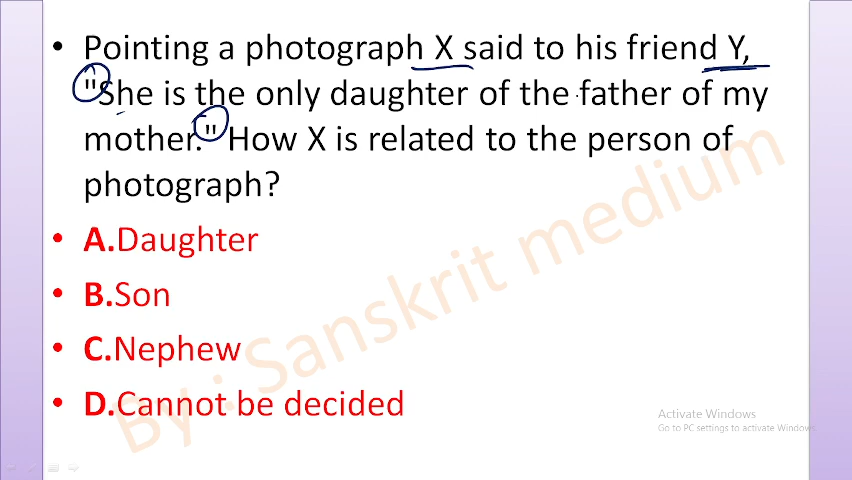 • Pointing a photograph X said to his friend Y,
"She is the only daughter of the father of my
mother." How X is related to the person of
photograph?
• A.Daughter
• B.Son
• C.Nephew
• D.Cannot be decided
By : Sanskrit medium
Activate Windows
Go to PC settings to activate Windows